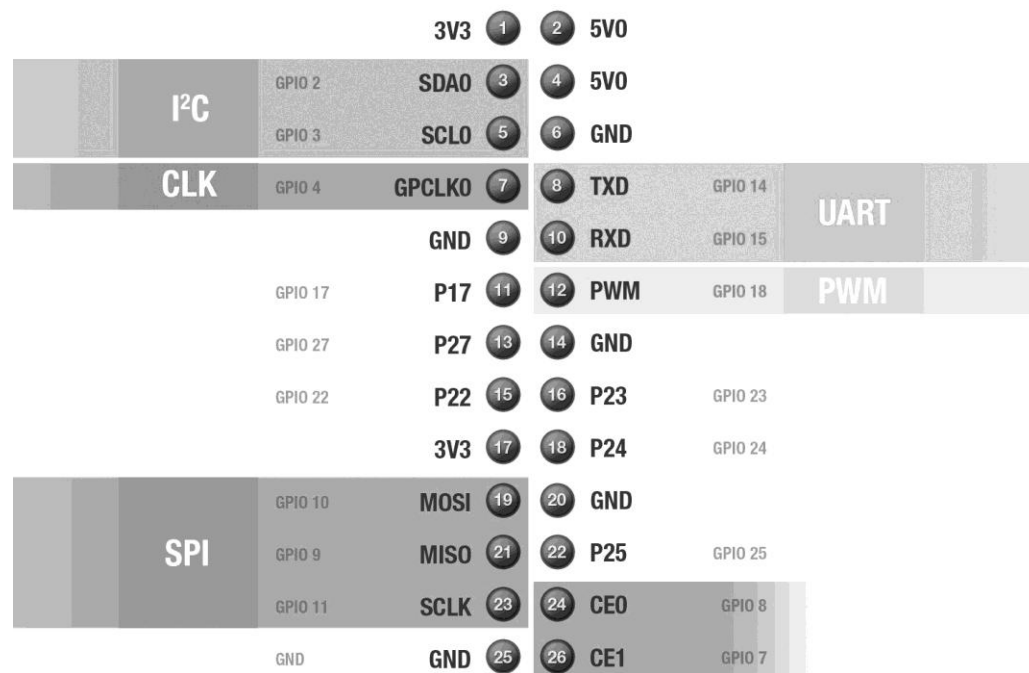 3V3 1 2 5V0
I²C GPIO 2 SDA0 3 4 5V0
GPIO 3 SCL0 5 6 GND
CLK GPIO 4 GPCLK0 7 8 TXD GPIO 14 UART
GND 9 10 RXD GPIO 15
GPIO 17 P17 11 12 PWM GPIO 18 PWM
GPIO 27 P27 13 14 GND
GPIO 22 P22 15 16 P23 GPIO 23
3V3 17 18 P24 GPIO 24
GPIO 10 MOSI 19 20 GND
SPI GPIO 9 MISO 21 22 P25 GPIO 25
GPIO 11 SCLK 23 24 CE0 GPIO 8
GND GND 25 26 CE1 GPIO 7